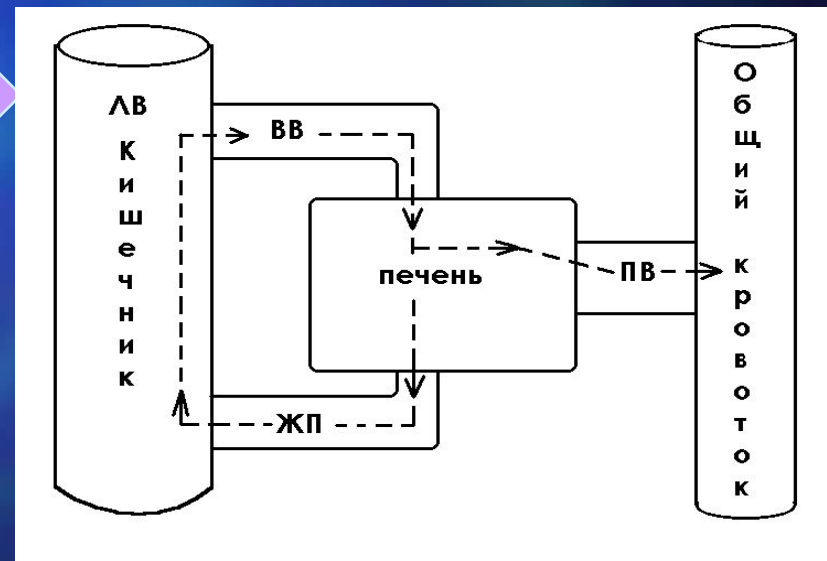 ЛВ
Кишечник
ВВ
печень
ЖП
ПВ
Общий кровоток